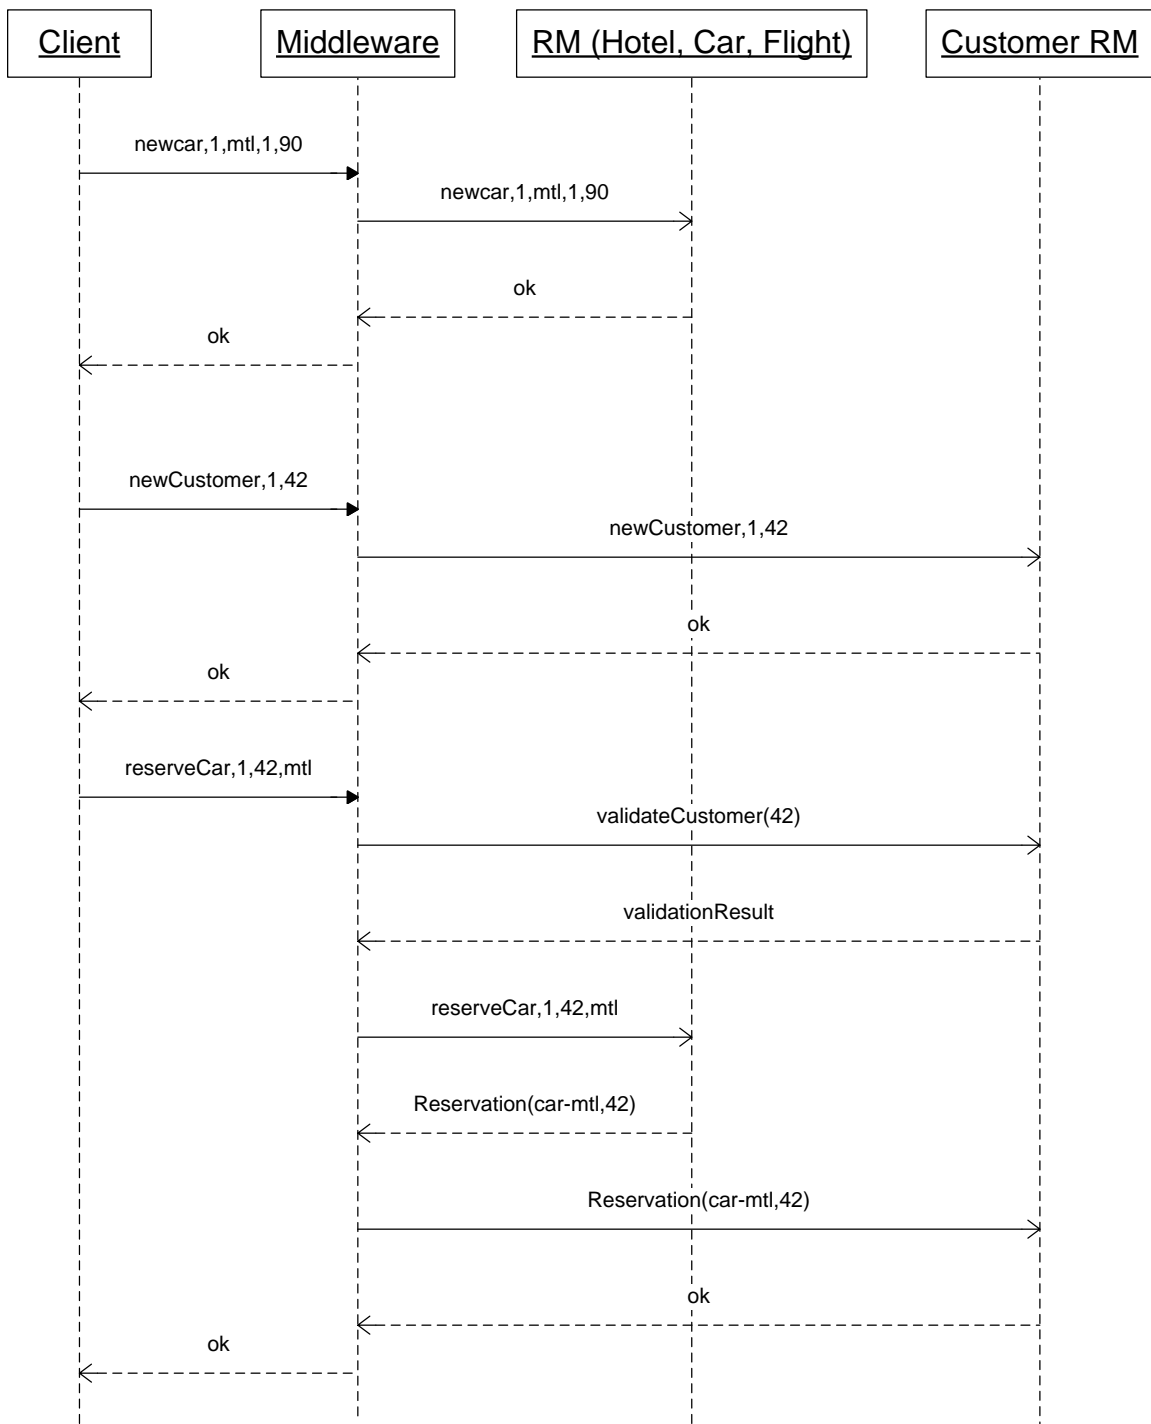 Client
Middleware
RM (Hotel, Car, Flight)
Customer RM
newcar,1,mtl,1,90
newcar,1,mtl,1,90
ok
ok
newCustomer,1,42
newCustomer,1,42
ok
ok
reserveCar,1,42,mtl
validateCustomer(42)
validationResult
reserveCar,1,42,mtl
Reservation(car-mtl,42)
Reservation(car-mtl,42)
ok
ok